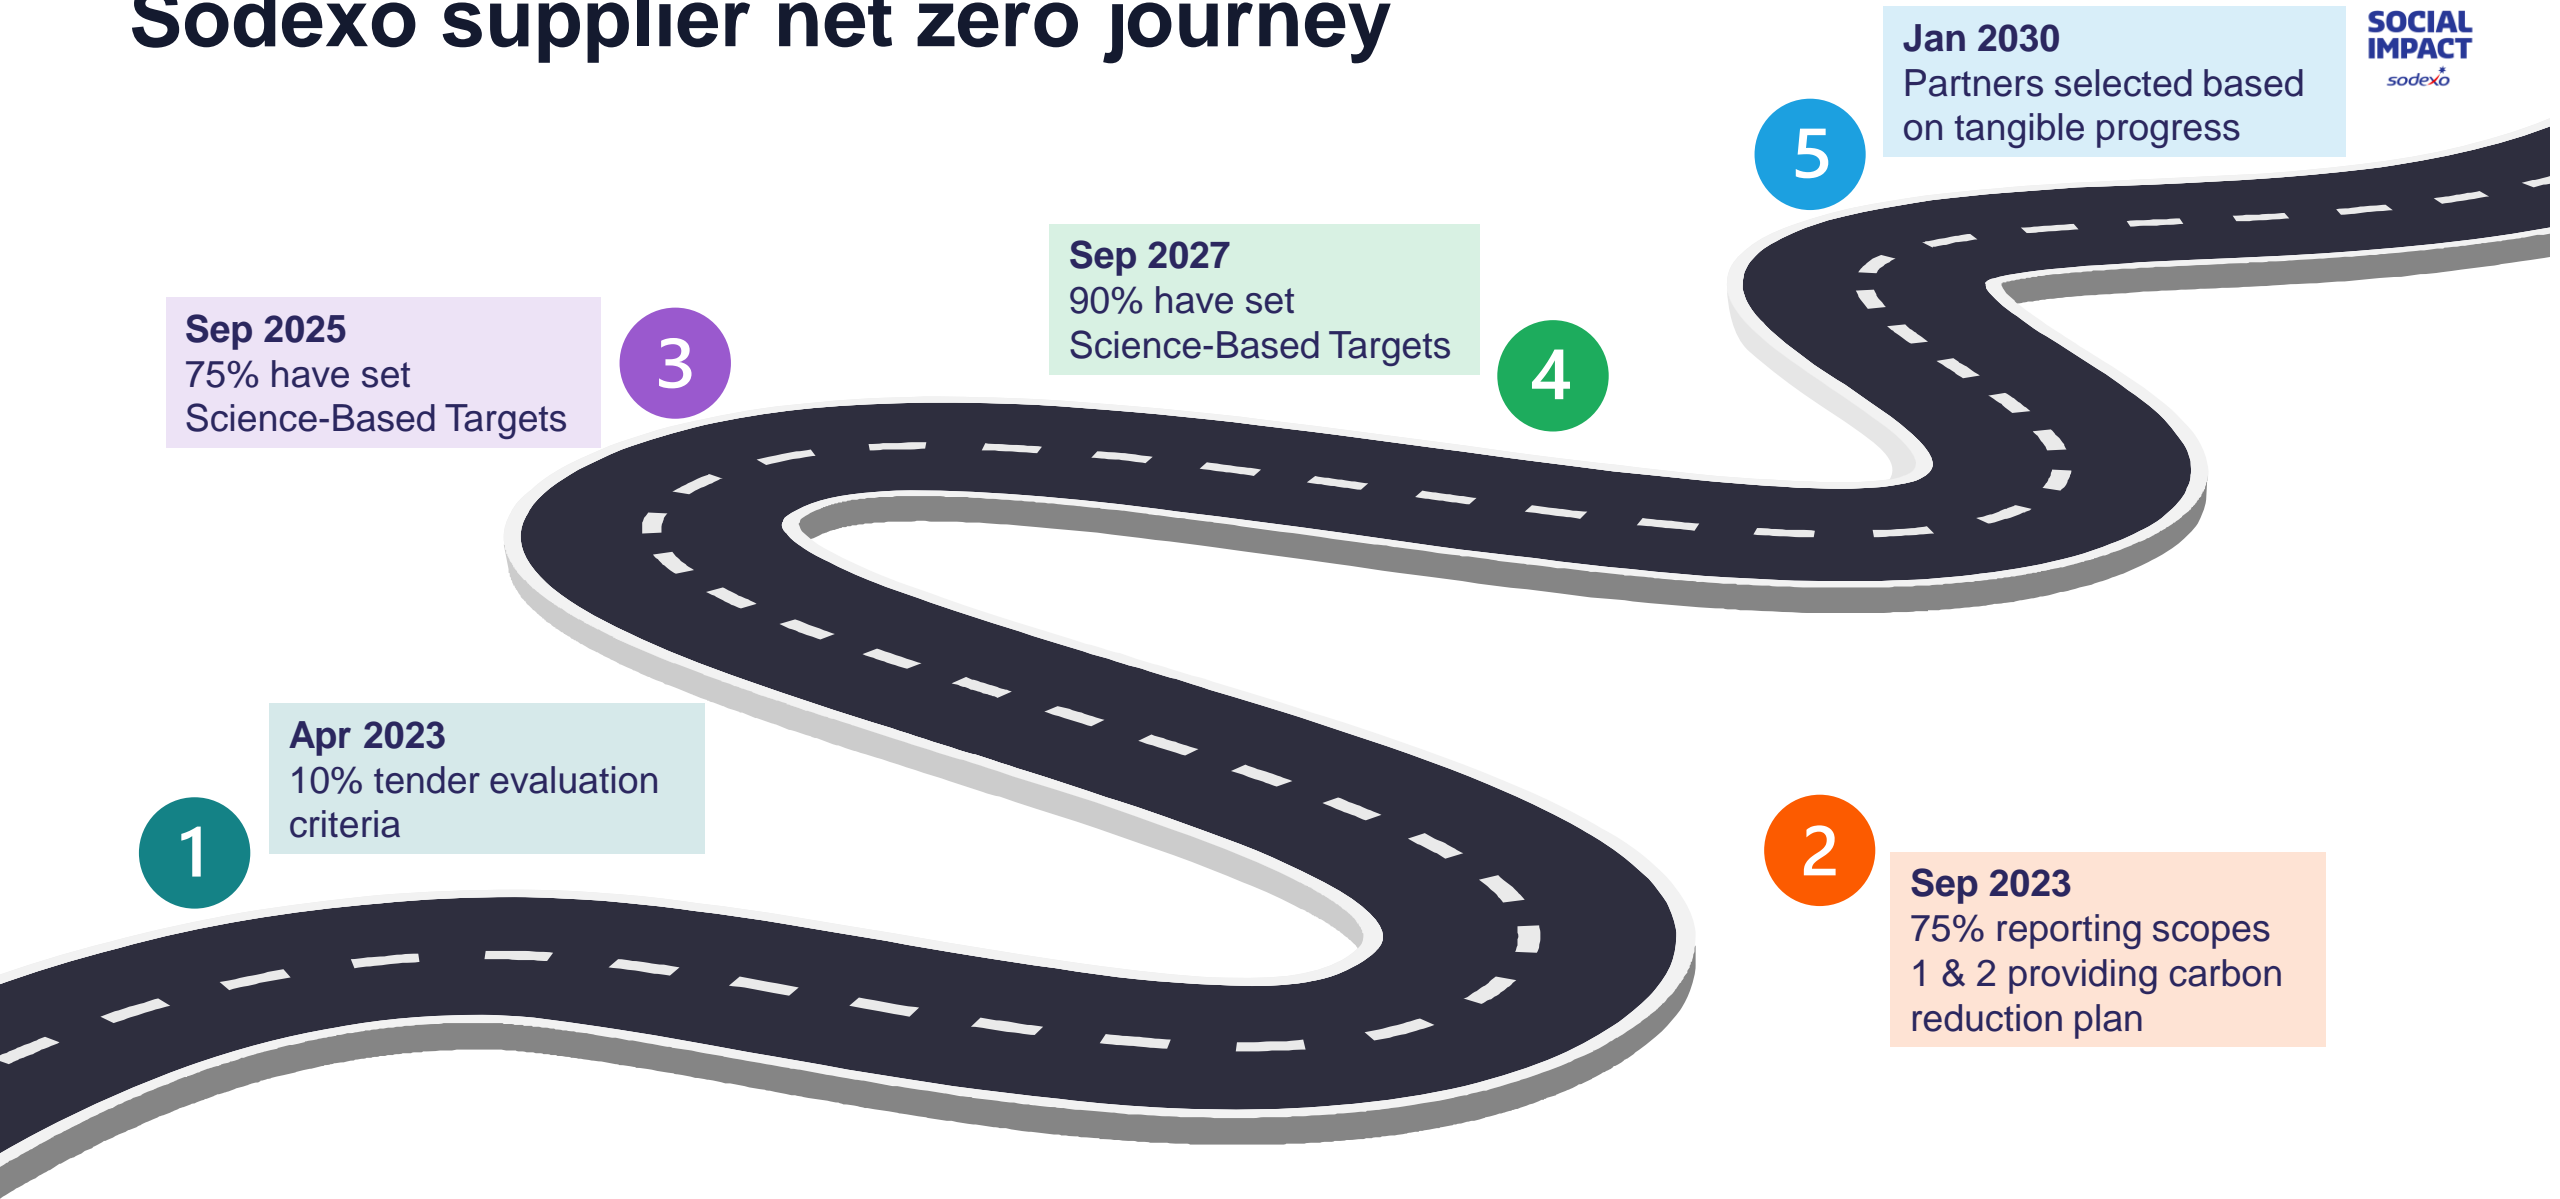 Sodexo supplier net zero journey
SOCIAL
IMPACT
sodexo
Jan 2030
Partners selected based
on tangible progress
5
Sep 2027
90% have set
Science-Based Targets
4
Sep 2025
75% have set
Science-Based Targets
3
Apr 2023
10% tender evaluation
criteria
1
2
Sep 2023
75% reporting scopes
1 & 2 providing carbon
reduction plan